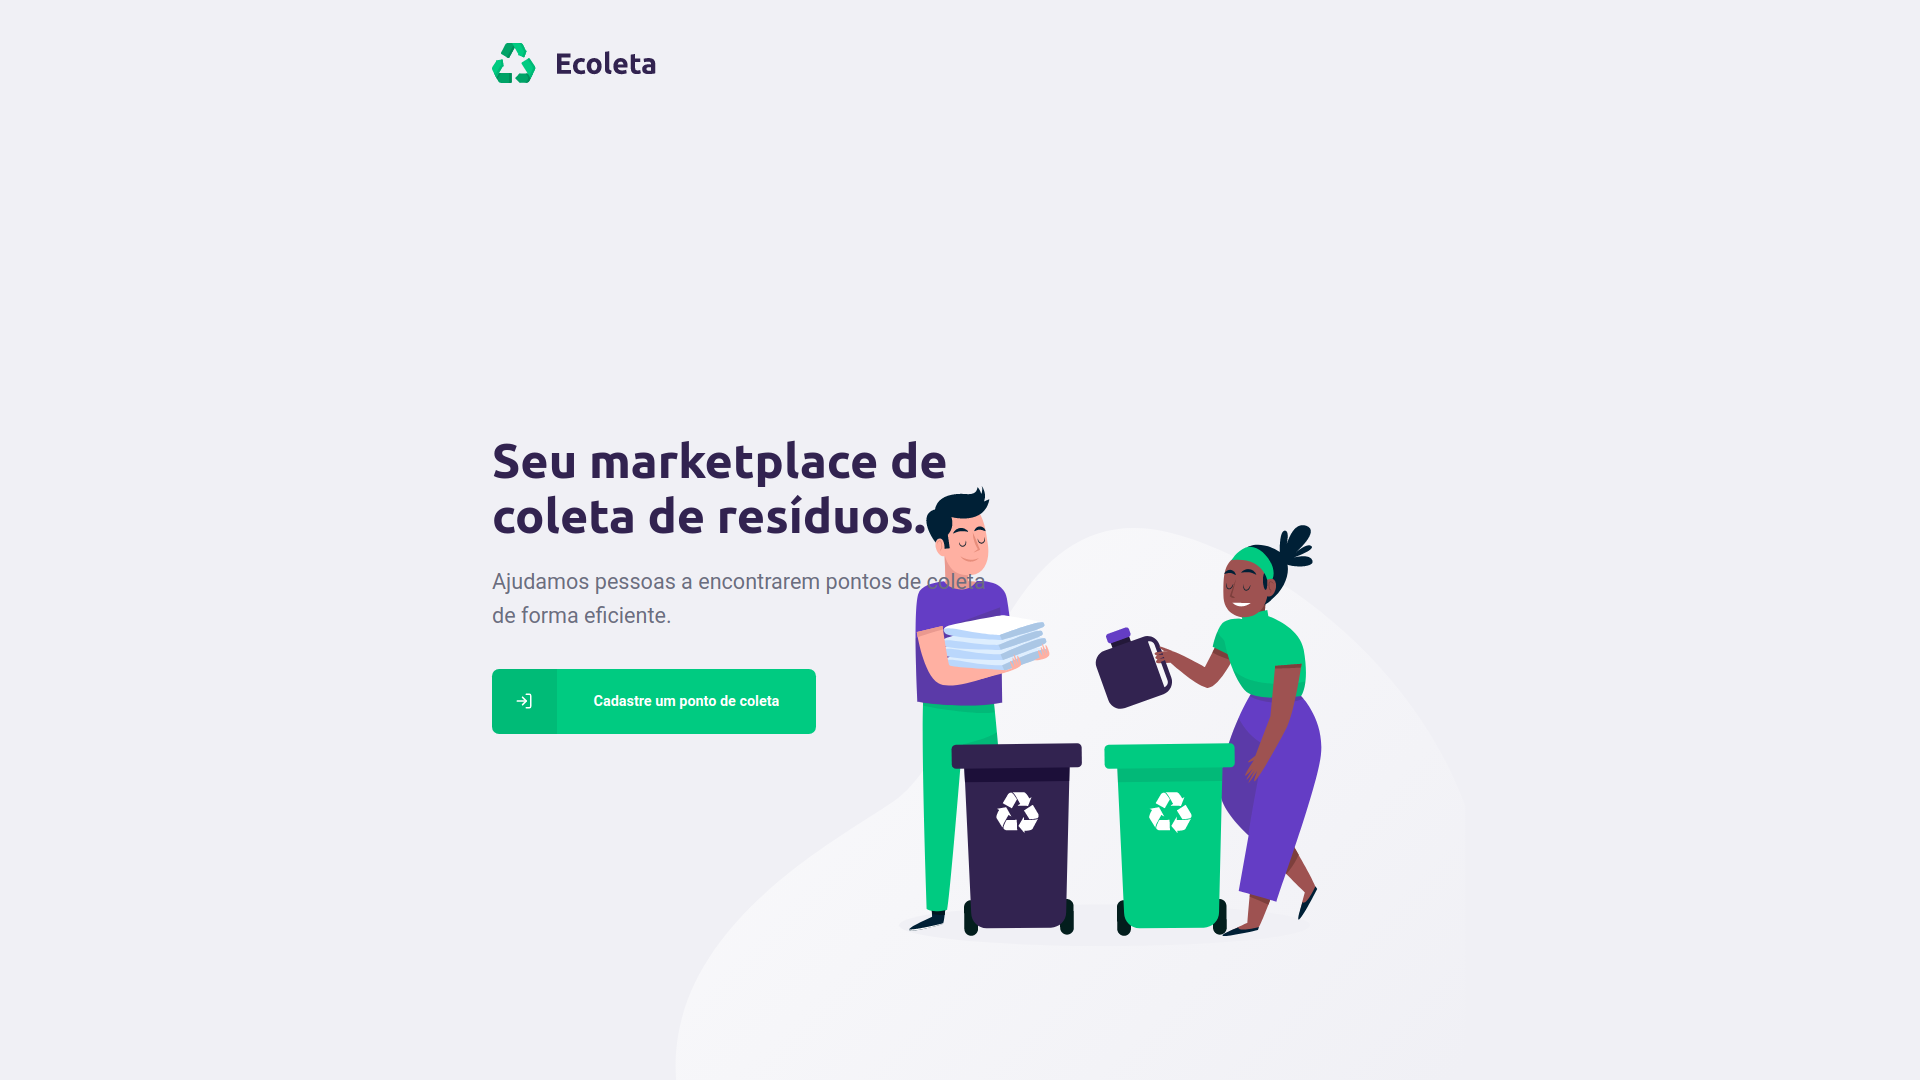 Ecoleta
Seu marketplace de
coleta de resíduos.
Ajudamos pessoas a encontrarem pontos de coleta
de forma eficiente.
Cadastre um ponto de coleta